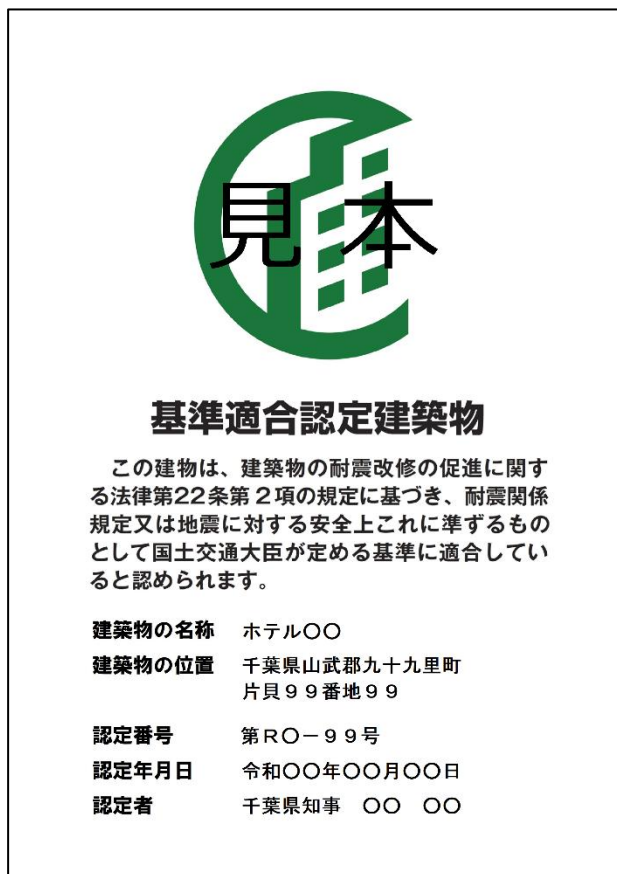 見本
基準適合認定建築物
この建物は、建築物の耐震改修の促進に関す
る法律第22条第２項の規定に基づき、耐震関係
規定又は地震に対する安全上これに準ずるもの
として国土交通大臣が定める基準に適合してい
ると認められます。
建築物の名称　ホテル〇〇
建築物の位置　千葉県山武郡九十九里町
片貝９９番地９９
認定番号　第Ｒ〇－９９号
認定年月日　令和〇〇年〇〇月〇〇日
認定者　千葉県知事　〇〇　〇〇